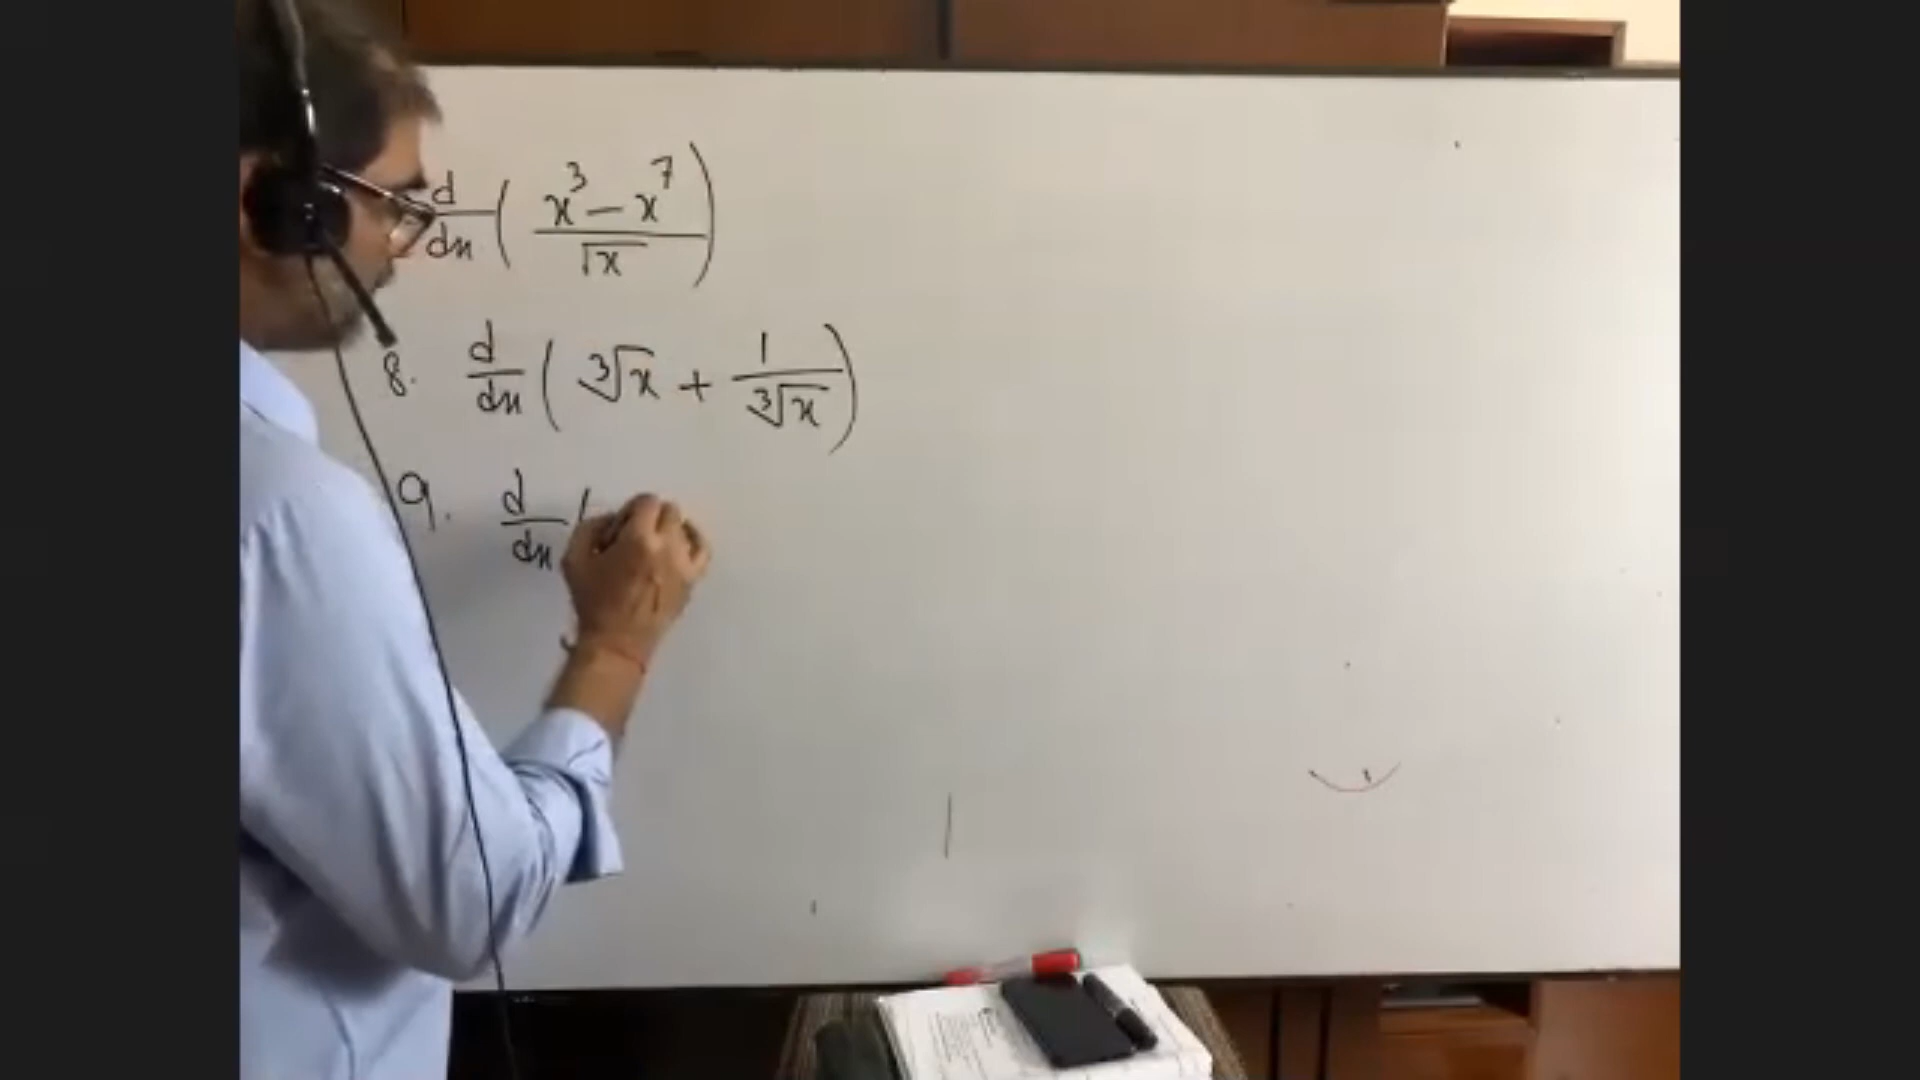 d/dx ( (x³ − x⁷) / √x )
8. d/dx ( ∛x + 1/∛x )
9. d/dx (